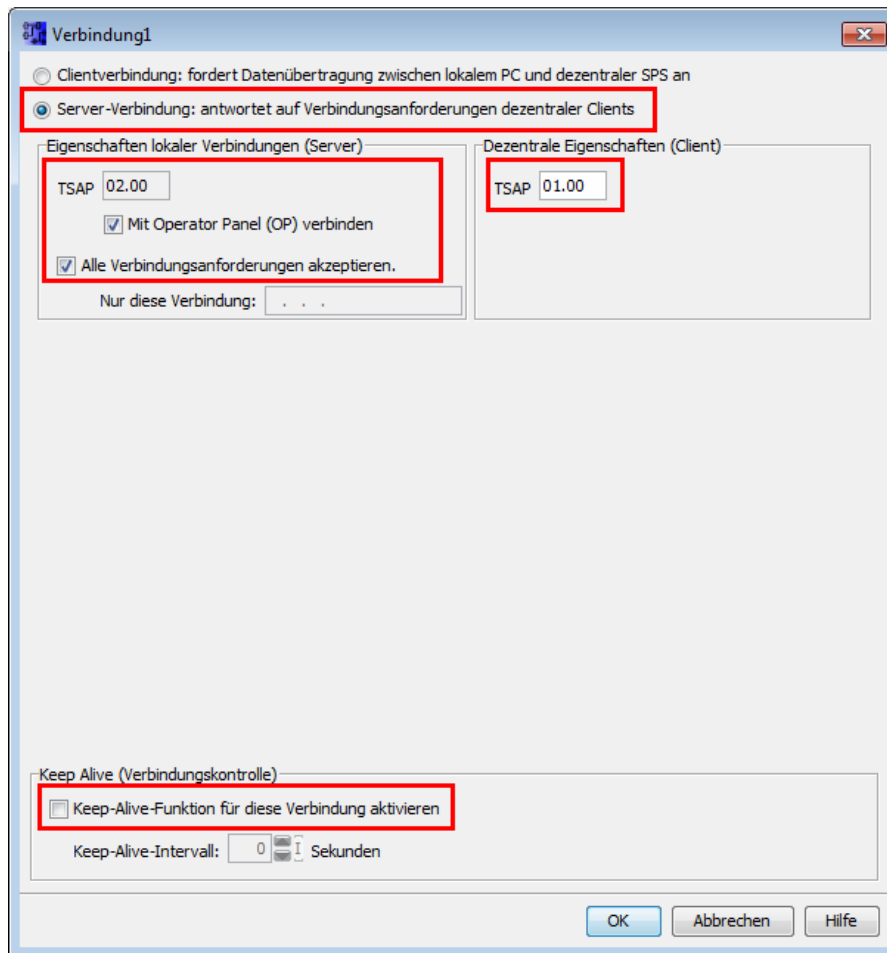 Verbindung1
Clientverbindung: fordert Datenübertragung zwischen lokalem PC und dezentraler SPS an
Server-Verbindung: antwortet auf Verbindungsanforderungen dezentraler Clients
Eigenschaften lokaler Verbindungen (Server)
TSAP 02.00
Mit Operator Panel (OP) verbinden
Alle Verbindungsanforderungen akzeptieren.
Nur diese Verbindung: . . .
Dezentrale Eigenschaften (Client)
TSAP 01.00
Keep Alive (Verbindungskontrolle)
Keep-Alive-Funktion für diese Verbindung aktivieren
Keep-Alive-Intervall: 0 Sekunden
OK Abbrechen Hilfe